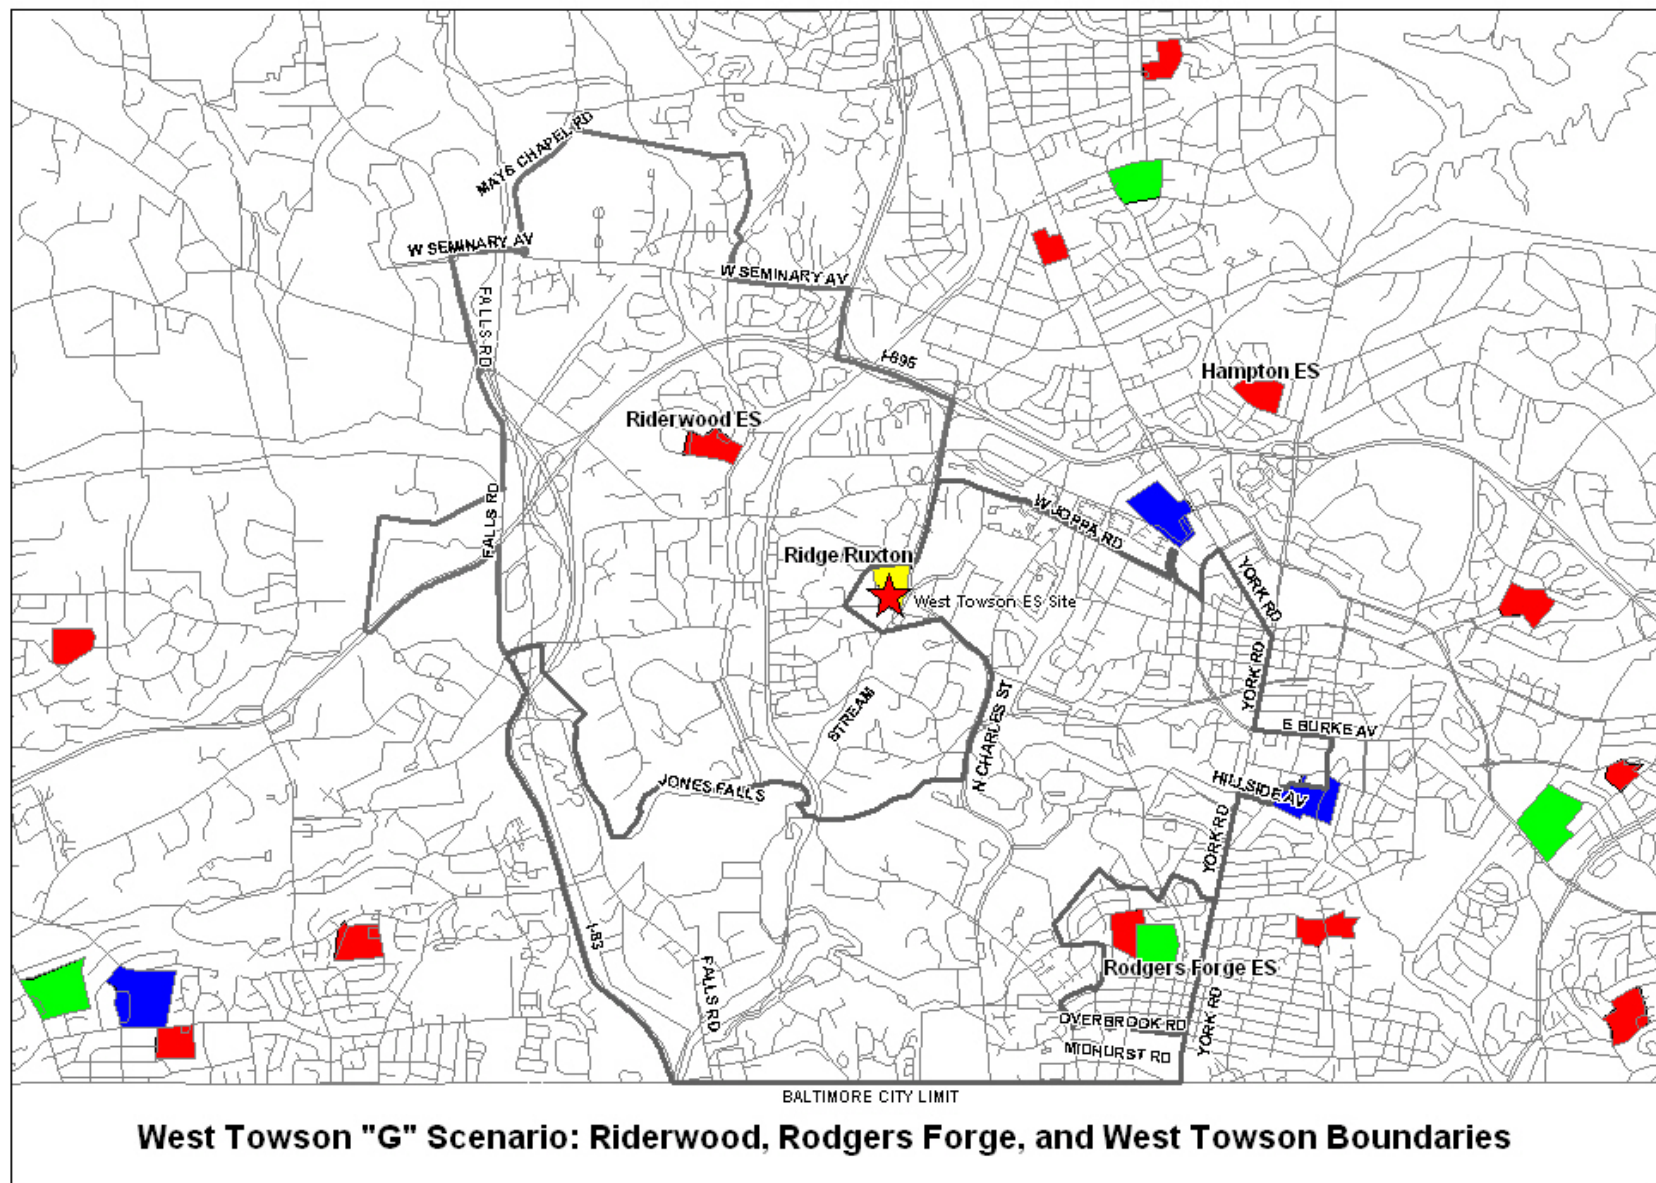 MAYS CHAPEL RD
W SEMINARY AV
W SEMINARY AV
FALLS RD
I-695
Hampton ES
Riderwood ES
FALLS RD
W JOPPA RD
Ridge/Ruxton
YORK RD
West Towson ES Site
YORK RD
STREAM
N CHARLES ST
E BURKE AV
JONES FALLS
HILLSIDE AV
YORK RD
I-83
FALLS RD
Rodgers Forge ES
YORK RD
OVERBROOK RD
MIDHURST RD
BALTIMORE CITY LIMIT
West Towson "G" Scenario: Riderwood, Rodgers Forge, and West Towson Boundaries